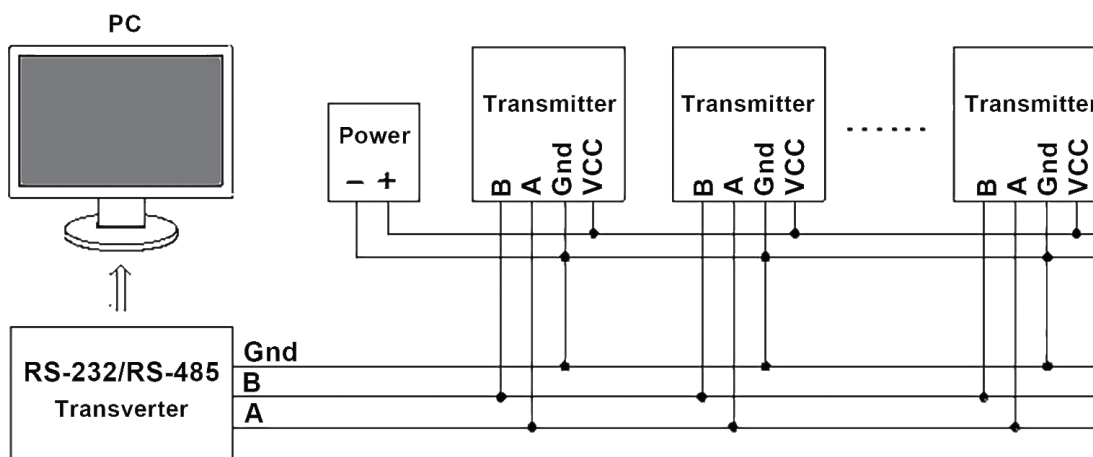 PC
Power
− +
Transmitter
B A Gnd VCC
Transmitter
B A Gnd VCC
......
Transmitter
B A Gnd VCC
RS-232/RS-485
Transverter
Gnd
B
A